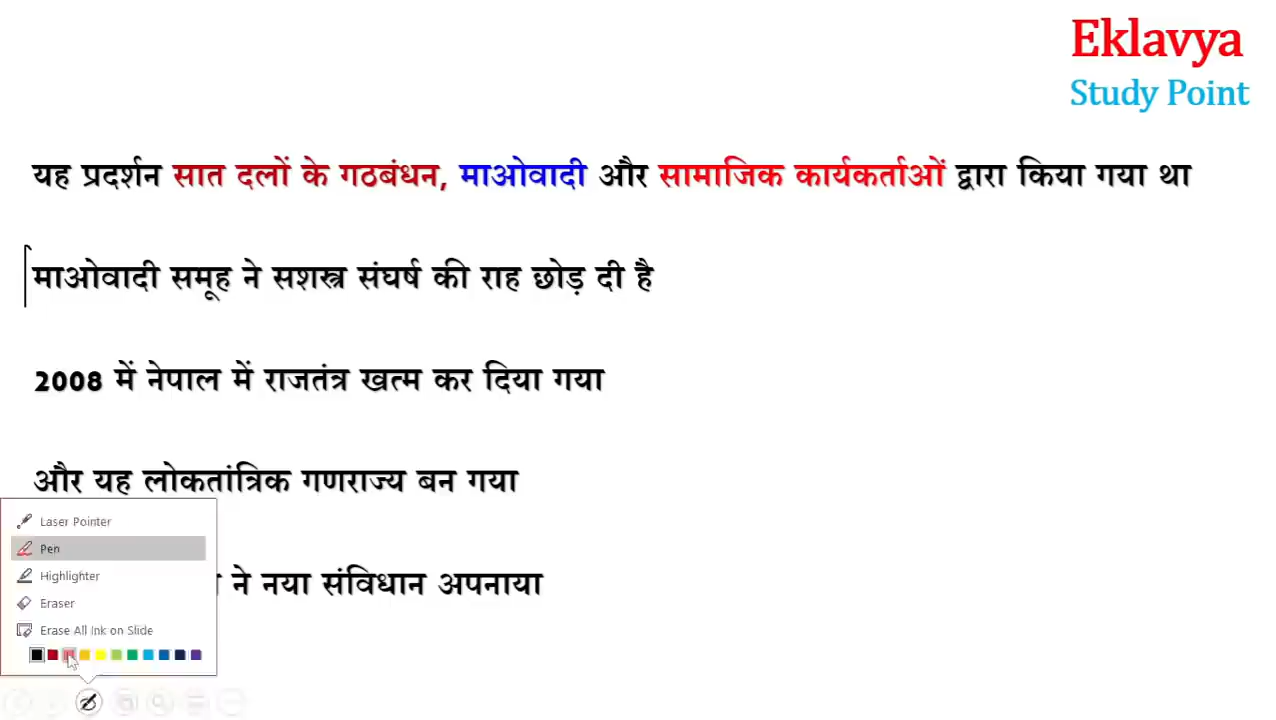 Eklavya
Study Point
यह प्रदर्शन सात दलों के गठबंधन, माओवादी और सामाजिक कार्यकर्ताओं द्वारा किया गया था
माओवादी समूह ने सशस्त्र संघर्ष की राह छोड़ दी है
2008 में नेपाल में राजतंत्र खत्म कर दिया गया
और यह लोकतांत्रिक गणराज्य बन गया
Laser Pointer
Pen
Highlighter
ने नया संविधान अपनाया
Eraser
Erase All Ink on Slide